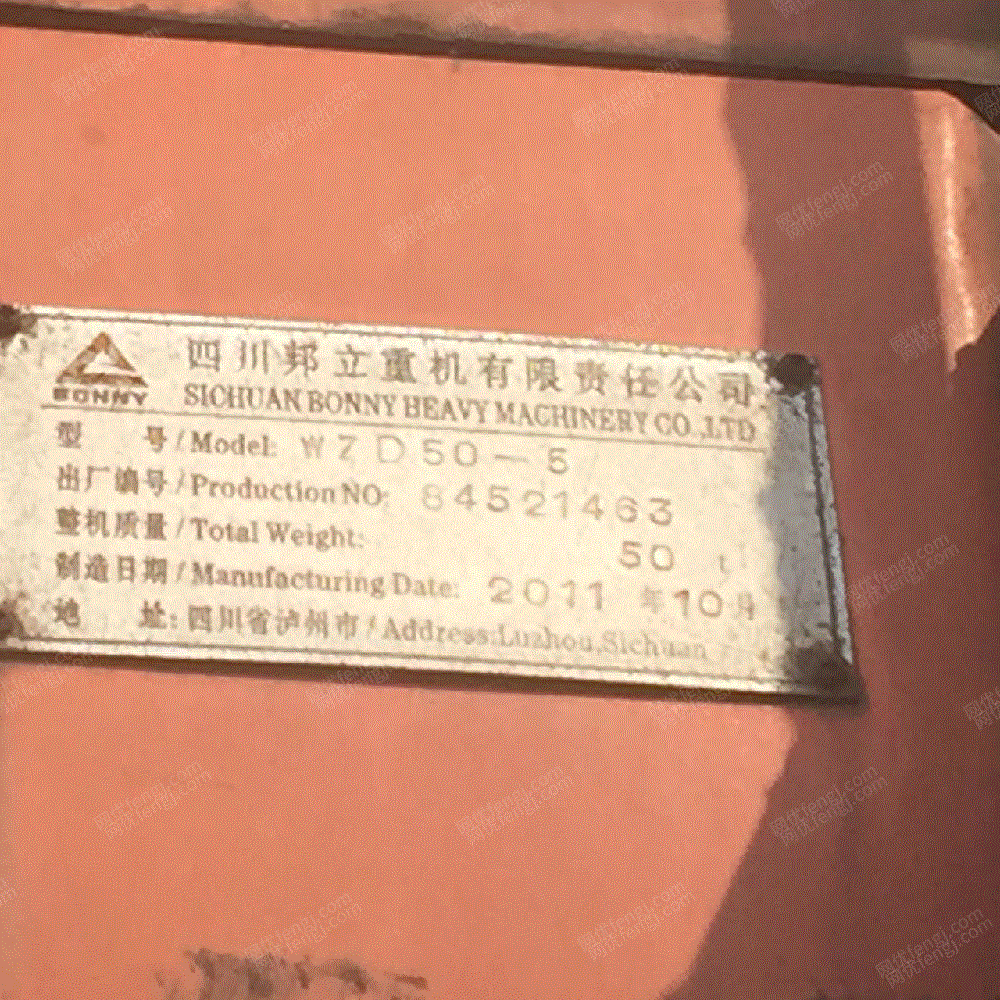 四川邦立重机有限责任公司
BONNY
SICHUAN BONNY HEAVY MACHINERY CO.,LTD
型 号/Model: WZD50-5
出厂编号/Production NO: 84521463
整机质量/Total Weight: 50 t
制造日期/Manufacturing Date: 2011 年10月
地 址:四川省泸州市/Address:Luzhou,Sichuan